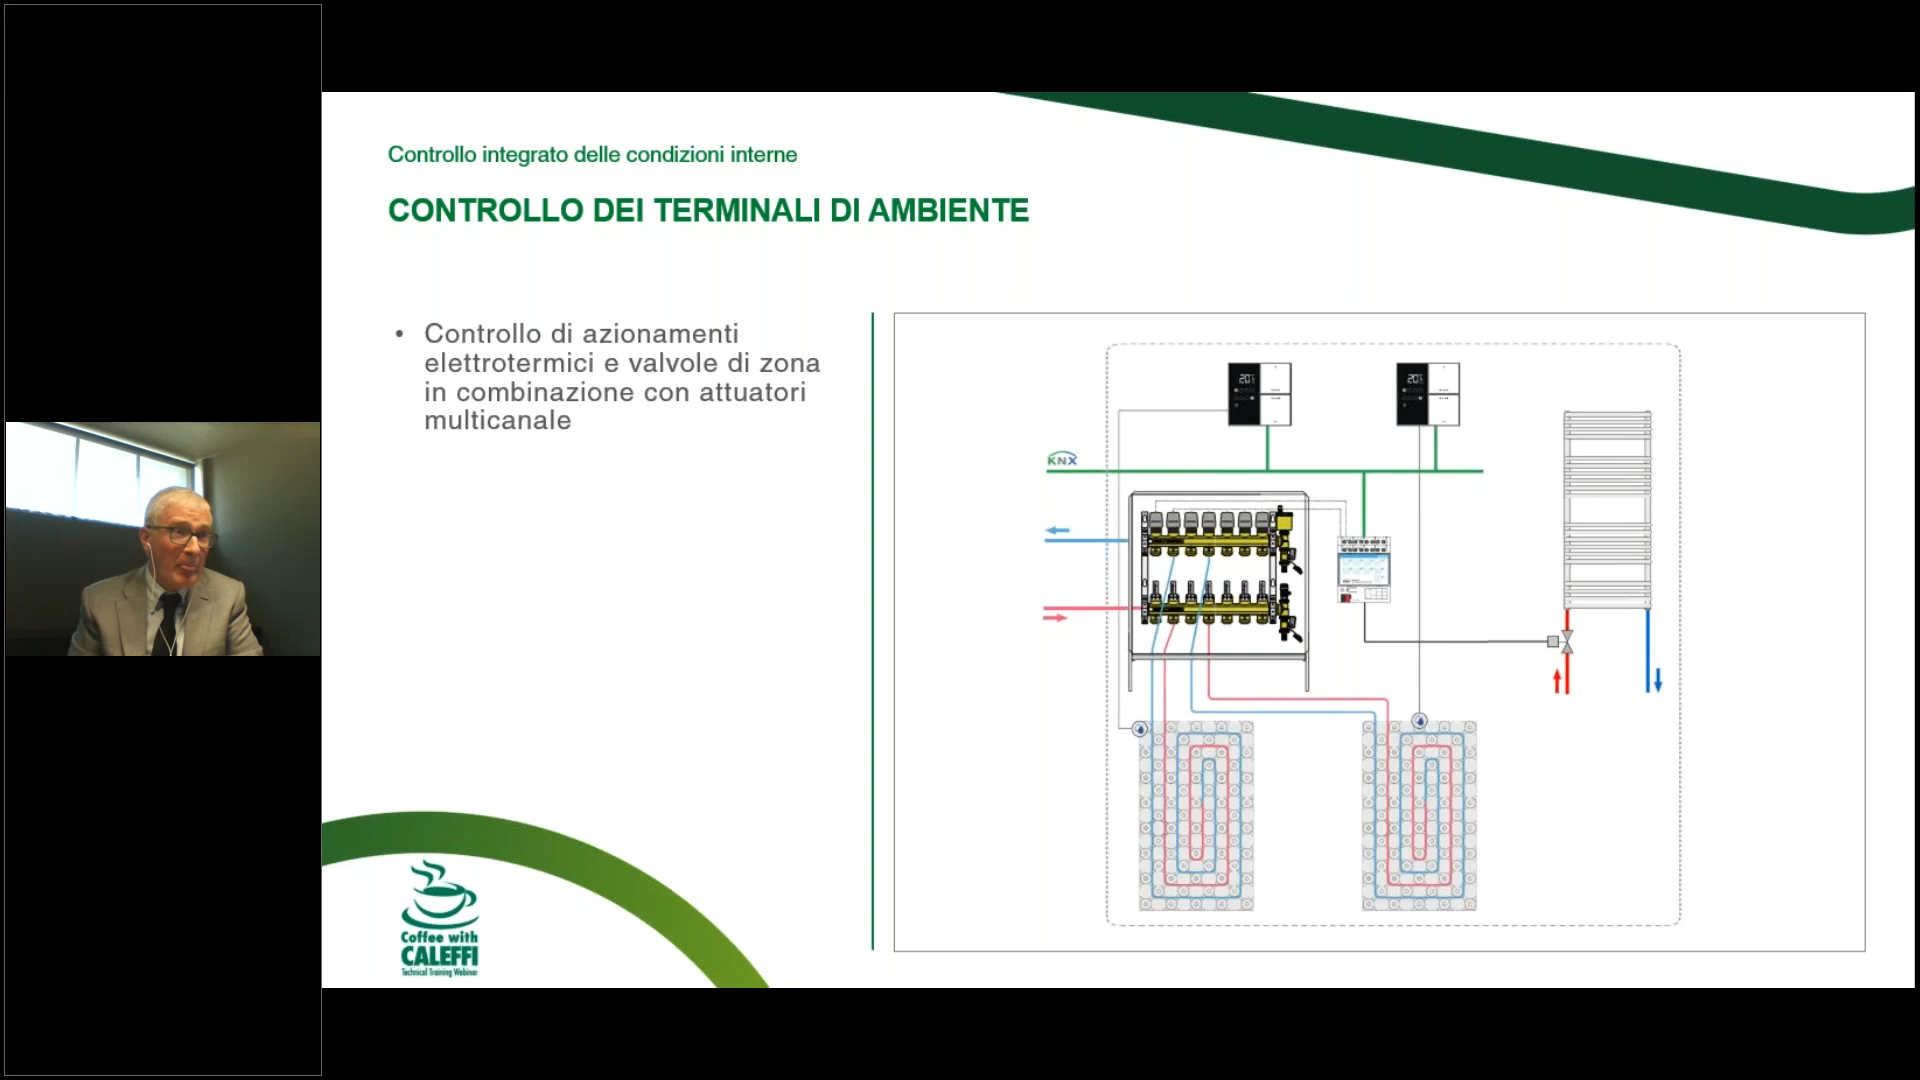 Controllo integrato delle condizioni interne
CONTROLLO DEI TERMINALI DI AMBIENTE
• Controllo di azionamenti
elettrotermici e valvole di zona
in combinazione con attuatori
multicanale
KNX
Coffee with
CALEFFI
Technical Training Webinar